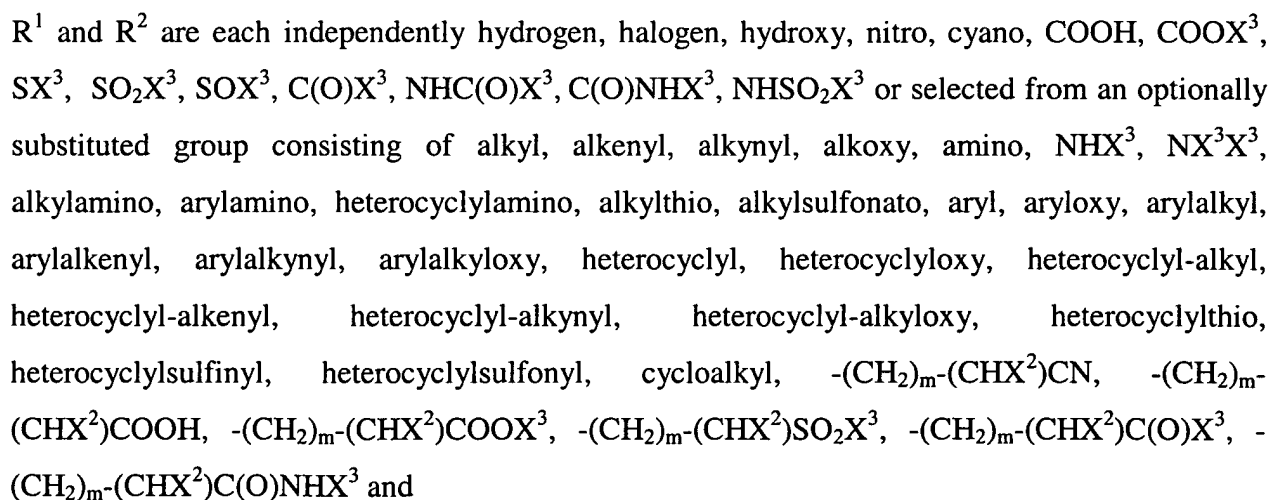 R¹ and R² are each independently hydrogen, halogen, hydroxy, nitro, cyano, COOH, COOX³,
SX³, SO₂X³, SOX³, C(O)X³, NHC(O)X³, C(O)NHX³, NHSO₂X³ or selected from an optionally
substituted group consisting of alkyl, alkenyl, alkynyl, alkoxy, amino, NHX³, NX³X³,
alkylamino, arylamino, heterocyclylamino, alkylthio, alkylsulfonato, aryl, aryloxy, arylalkyl,
arylalkenyl, arylalkynyl, arylalkyloxy, heterocyclyl, heterocyclyloxy, heterocyclyl-alkyl,
heterocyclyl-alkenyl, heterocyclyl-alkynyl, heterocyclyl-alkyloxy, heterocyclylthio,
heterocyclylsulfinyl, heterocyclylsulfonyl, cycloalkyl, -(CH₂)ₘ-(CHX²)CN, -(CH₂)ₘ-
(CHX²)COOH, -(CH₂)ₘ-(CHX²)COOX³, -(CH₂)ₘ-(CHX²)SO₂X³, -(CH₂)ₘ-(CHX²)C(O)X³, -
(CH₂)ₘ-(CHX²)C(O)NHX³ and